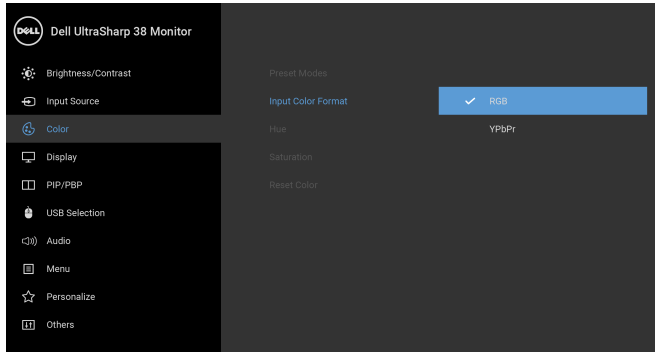 DELL Dell UltraSharp 38 Monitor
Brightness/Contrast
Preset Modes
Input Source
Input Color Format
RGB
Color
Hue
YPbPr
Display
Saturation
PIP/PBP
Reset Color
USB Selection
Audio
Menu
Personalize
Others